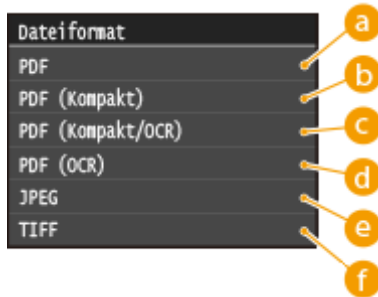 Dateiformat
a
PDF
b
PDF (Kompakt)
c
PDF (Kompakt/OCR)
d
PDF (OCR)
e
JPEG
f
TIFF